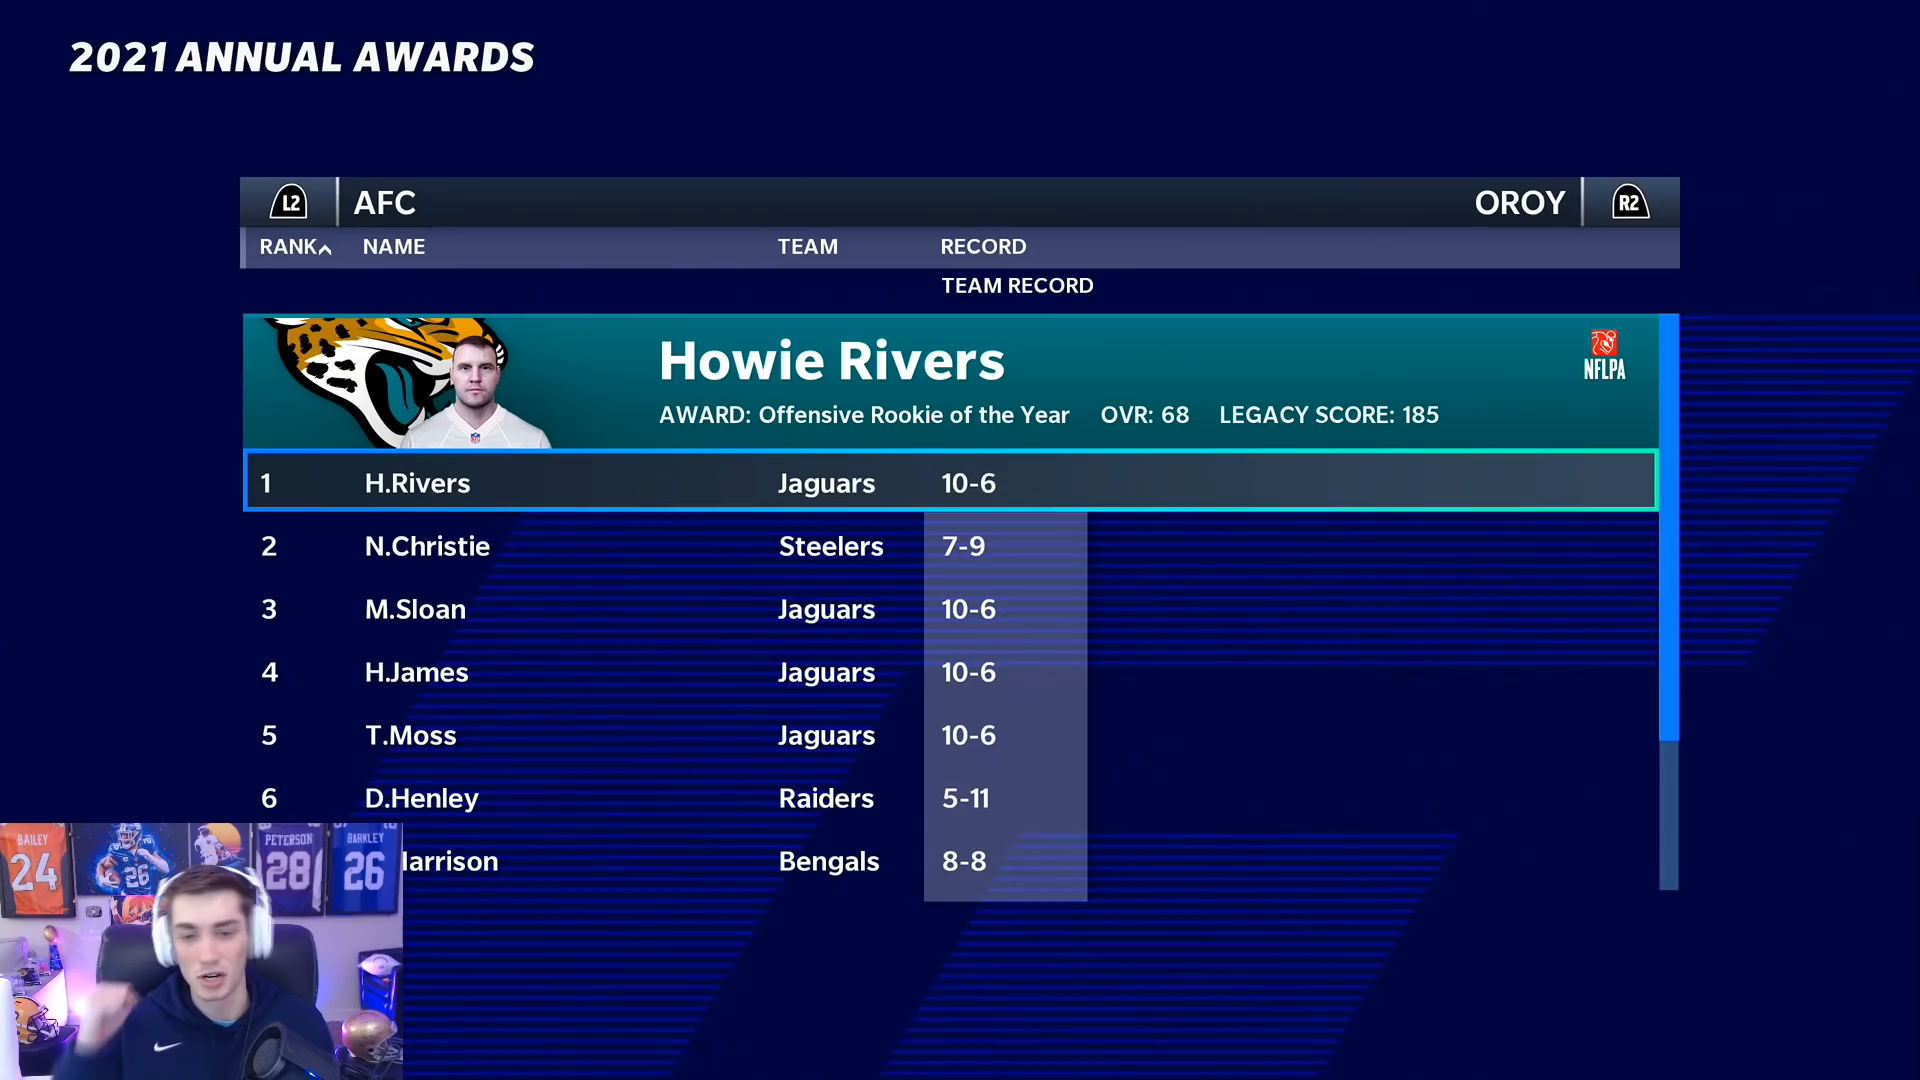 2021 ANNUAL AWARDS
L2 AFC OROY R2
RANK NAME TEAM RECORD
TEAM RECORD
Howie Rivers
NFLPA
AWARD: Offensive Rookie of the Year OVR: 68 LEGACY SCORE: 185
1 H.Rivers Jaguars 10-6
2 N.Christie Steelers 7-9
3 M.Sloan Jaguars 10-6
4 H.James Jaguars 10-6
5 T.Moss Jaguars 10-6
6 D.Henley Raiders 5-11
arrison Bengals 8-8
BAILEY
24
26
PETERSON
28
BARKLEY
26